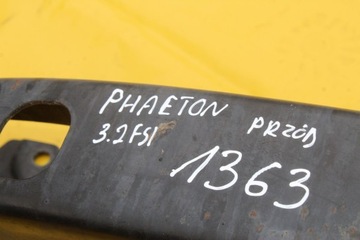 PHAETON
3.2 FSI
PRZÓD
1363